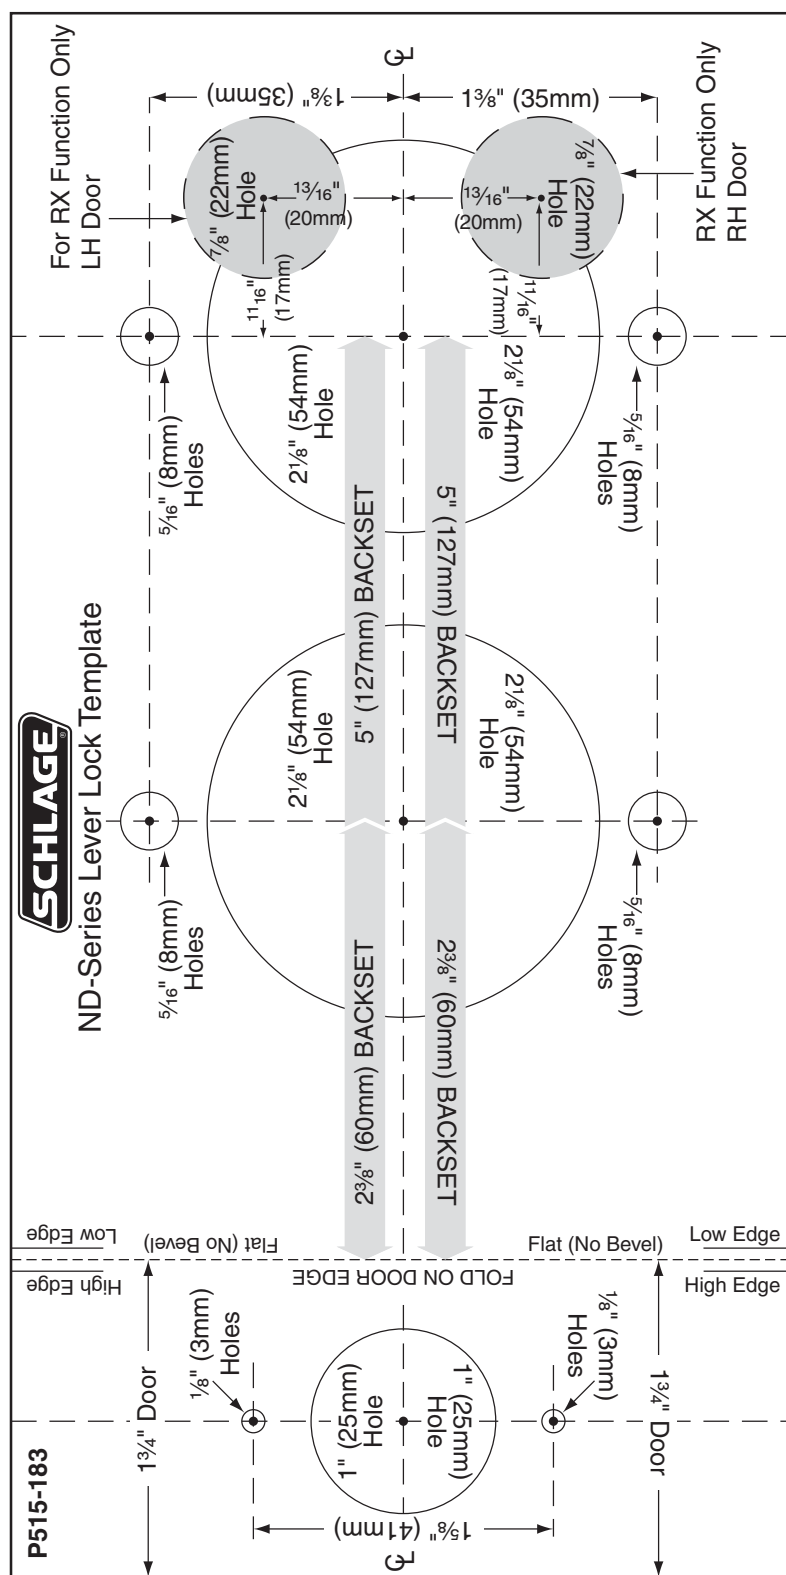 For RX Function Only
LH Door
1⅜" (35mm)
℄
1⅜" (35mm)
RX Function Only
RH Door
⅞" (22mm)
Hole
13/16"
(20mm)
11/16"
(17mm)
13/16"
(20mm)
11/16"
(17mm)
⅞" (22mm)
Hole
5/16" (8mm)
Holes
2⅛" (54mm)
Hole
2⅛" (54mm)
Hole
5/16" (8mm)
Holes
5" (127mm) BACKSET
5" (127mm) BACKSET
SCHLAGE®
ND-Series Lever Lock Template
2⅛" (54mm)
Hole
2⅛" (54mm)
Hole
5/16" (8mm)
Holes
5/16" (8mm)
Holes
2⅜" (60mm) BACKSET
2⅜" (60mm) BACKSET
Low Edge
Flat (No Bevel)
Flat (No Bevel)
Low Edge
High Edge
FOLD ON DOOR EDGE
High Edge
⅛" (3mm)
Holes
⅛" (3mm)
Holes
1¾" Door
1" (25mm)
Hole
1" (25mm)
Hole
1¾" Door
P515-183
1⅝" (41mm)
℄